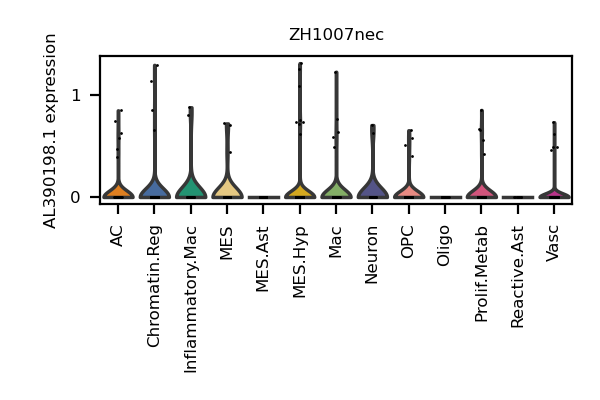 ZH1007nec
AL390198.1 expression
1
0
AC
Chromatin.Reg
Inflammatory.Mac
MES
MES.Ast
MES.Hyp
Mac
Neuron
OPC
Oligo
Prolif.Metab
Reactive.Ast
Vasc